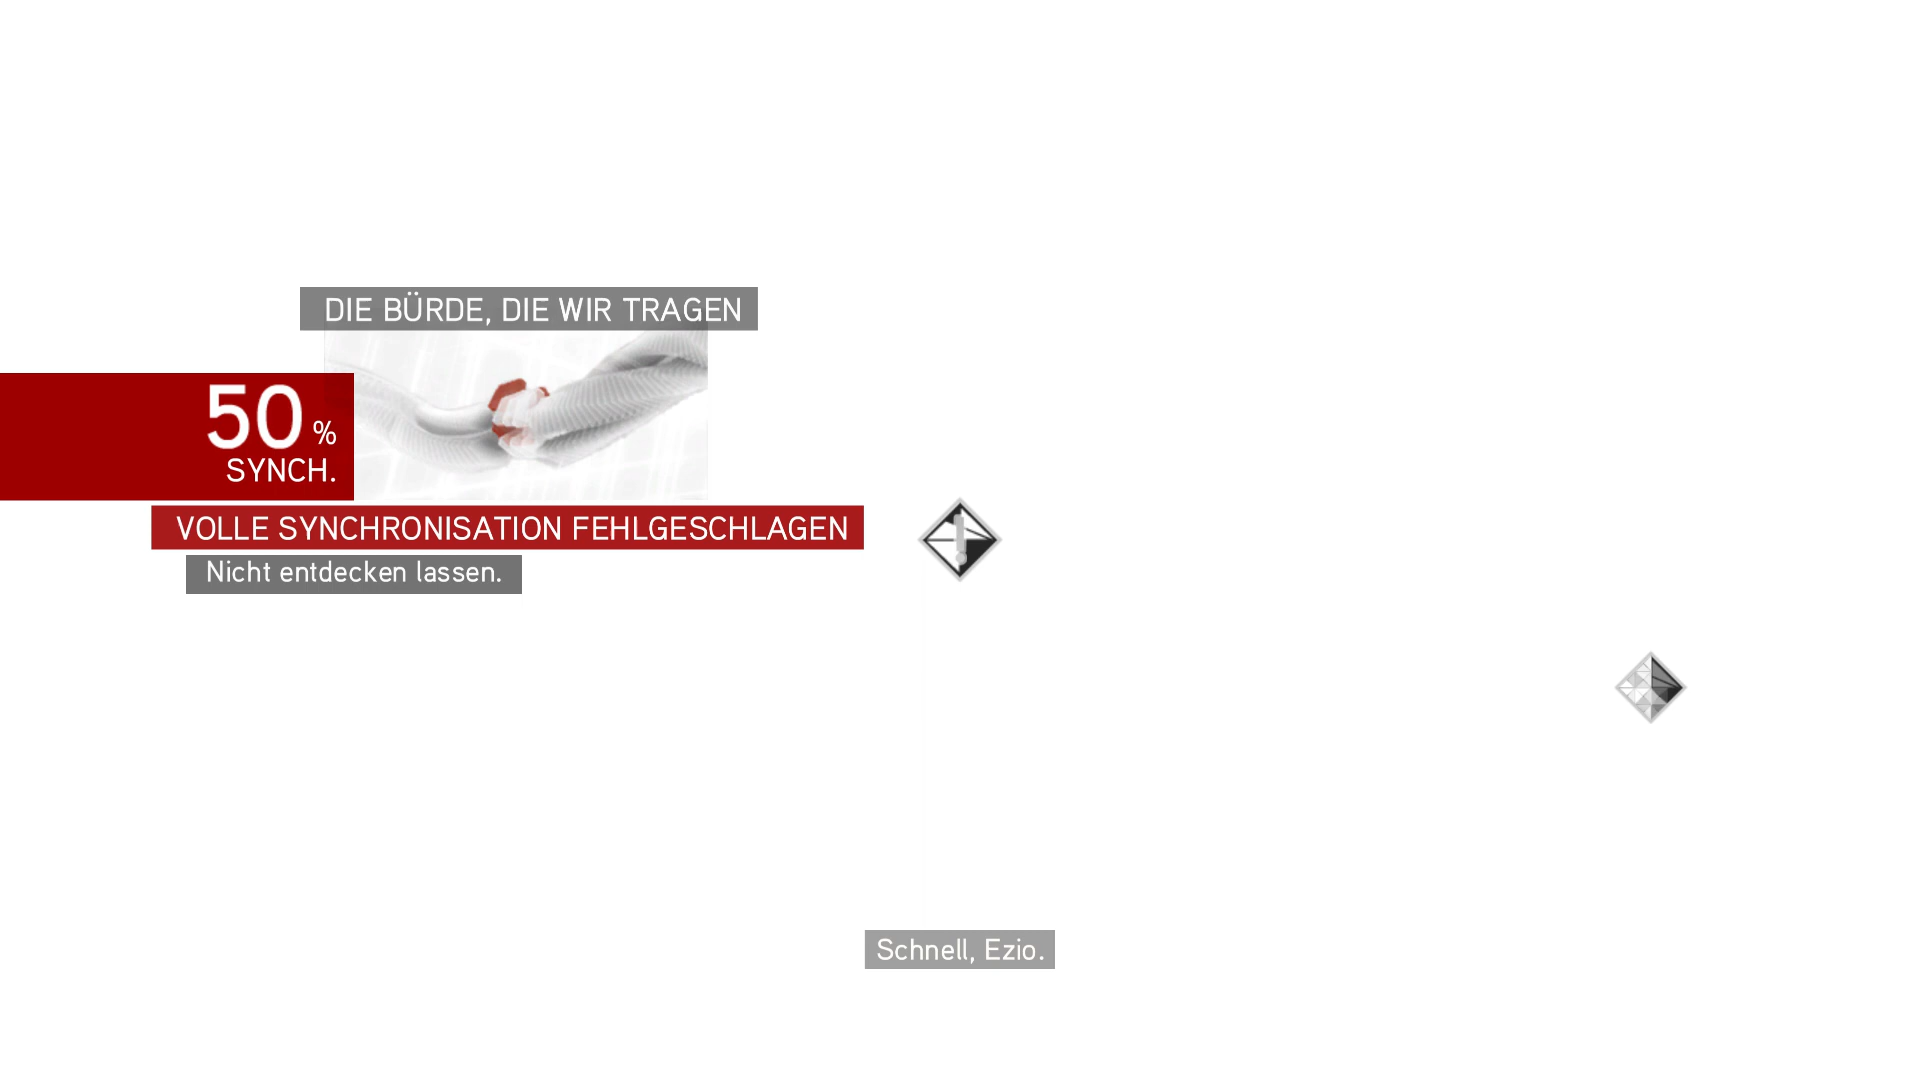 DIE BÜRDE, DIE WIR TRAGEN
50 %
SYNCH.
VOLLE SYNCHRONISATION FEHLGESCHLAGEN
Nicht entdecken lassen.
Schnell, Ezio.